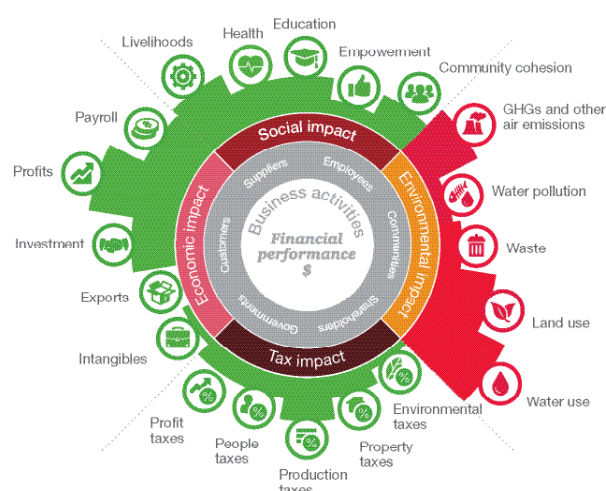 Education
Health
Livelihoods
Empowerment
Community cohesion
GHGs and other
air emissions
Payroll
Social impact
Profits
Suppliers
Employees
Water pollution
Business activities
Economic impact
Environmental impact
Customers
Communities
Investment
Financial
performance
$
Waste
Exports
Governments
Shareholders
Land use
Intangibles
Tax impact
Water use
Profit
taxes
People
taxes
%
%
%
%
%
Production
taxes
Property
taxes
Environmental
taxes